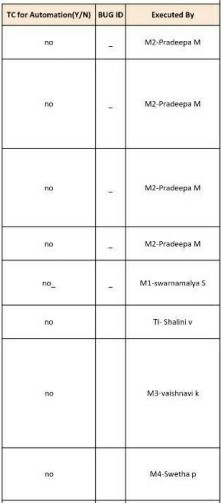 TC for Automation(Y/N) BUG ID Executed By
no _ M2-Pradeepa M
no _ M2-Pradeepa M
no _ M2-Pradeepa M
no _ M2-Pradeepa M
no_ _ M1-swarnamalya S
no Tl- Shalini v
no M3-vaishnavi k
no M4-Swetha p